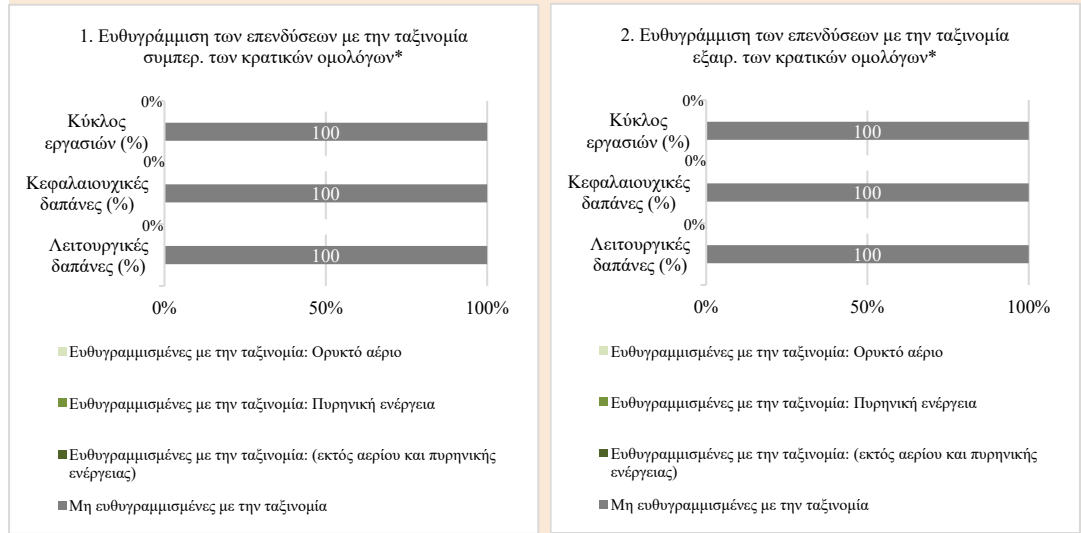 1. Ευθυγράμμιση των επενδύσεων με την ταξινομία
συμπερ. των κρατικών ομολόγων*
0%
Κύκλος
εργασιών (%)
100
0%
Κεφαλαιουχικές
δαπάνες (%)
100
0%
Λειτουργικές
δαπάνες (%)
100
0% 50% 100%
Ευθυγραμμισμένες με την ταξινομία: Ορυκτό αέριο
Ευθυγραμμισμένες με την ταξινομία: Πυρηνική ενέργεια
Ευθυγραμμισμένες με την ταξινομία: (εκτός αερίου και πυρηνικής
ενέργειας)
Μη ευθυγραμμισμένες με την ταξινομία
2. Ευθυγράμμιση των επενδύσεων με την ταξινομία
εξαιρ. των κρατικών ομολόγων*
0%
Κύκλος
εργασιών (%)
100
0%
Κεφαλαιουχικές
δαπάνες (%)
100
0%
Λειτουργικές
δαπάνες (%)
100
0% 50% 100%
Ευθυγραμμισμένες με την ταξινομία: Ορυκτό αέριο
Ευθυγραμμισμένες με την ταξινομία: Πυρηνική ενέργεια
Ευθυγραμμισμένες με την ταξινομία: (εκτός αερίου και πυρηνικής
ενέργειας)
Μη ευθυγραμμισμένες με την ταξινομία